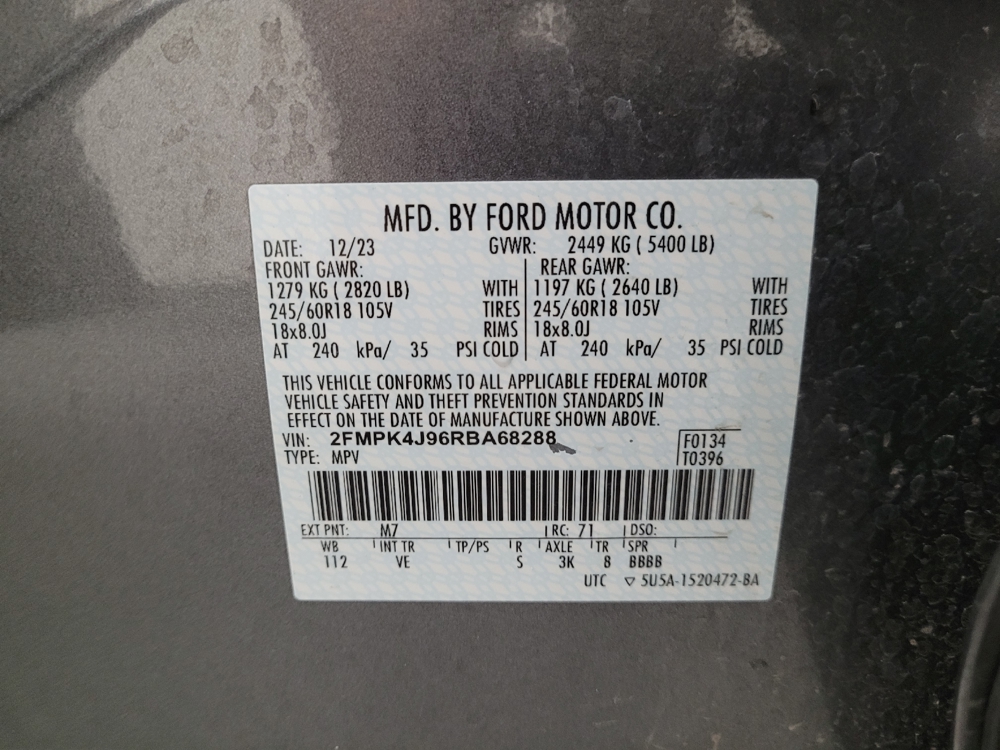 MFD. BY FORD MOTOR CO.
DATE: 12/23 GVWR: 2449 KG ( 5400 LB)
FRONT GAWR: REAR GAWR:
1279 KG ( 2820 LB) WITH 1197 KG ( 2640 LB) WITH
245/60R18 105V TIRES 245/60R18 105V TIRES
18x8.0J RIMS 18x8.0J RIMS
AT 240 kPa/ 35 PSI COLD AT 240 kPa/ 35 PSI COLD
THIS VEHICLE CONFORMS TO ALL APPLICABLE FEDERAL MOTOR
VEHICLE SAFETY AND THEFT PREVENTION STANDARDS IN
EFFECT ON THE DATE OF MANUFACTURE SHOWN ABOVE.
VIN: 2FMPK4J96RBA68288 F0134
TYPE: MPV T0396
EXT PNT: M7 RC: 71 DSO:
WB INT TR TP/PS R AXLE TR SPR
112 VE S 3K 8 BBBB
UTC ▽ 5U5A-1520472-BA